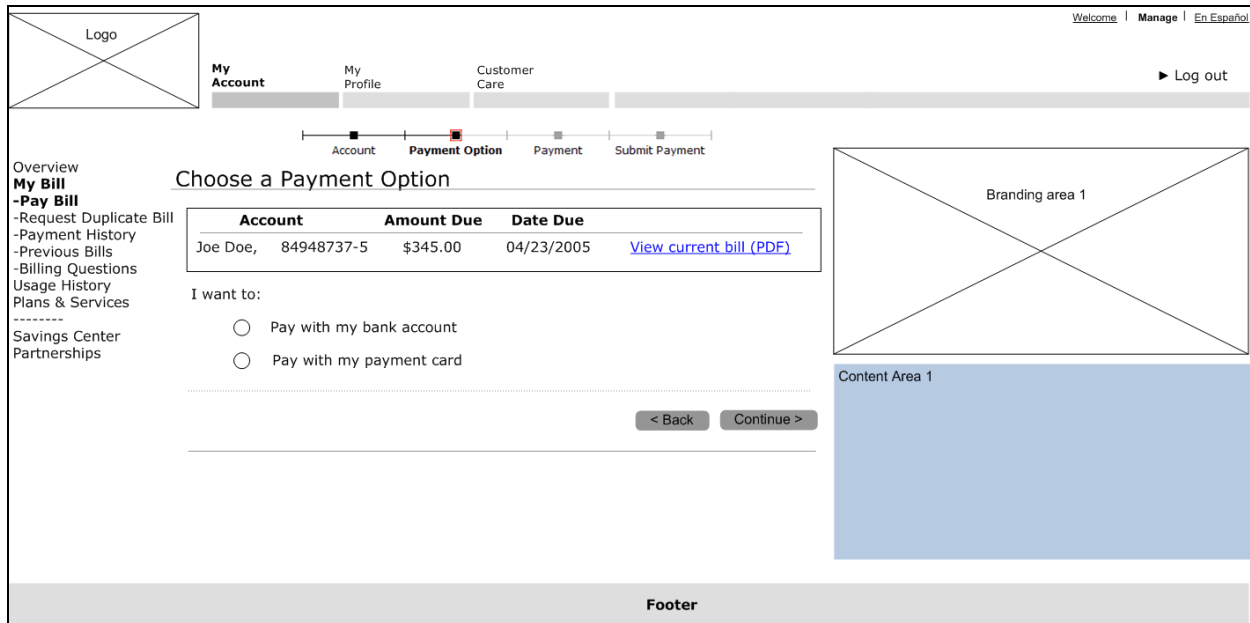 Logo
Welcome | Manage | En Español
My Account
My Profile
Customer Care
► Log out
Account Payment Option Payment Submit Payment
Overview
My Bill
-Pay Bill
-Request Duplicate Bill
-Payment History
-Previous Bills
-Billing Questions
Usage History
Plans & Services
--------
Savings Center
Partnerships
Choose a Payment Option
Account Amount Due Date Due
Joe Doe, 84948737-5 $345.00 04/23/2005 View current bill (PDF)
I want to:
Pay with my bank account
Pay with my payment card
< Back Continue >
Branding area 1
Content Area 1
Footer